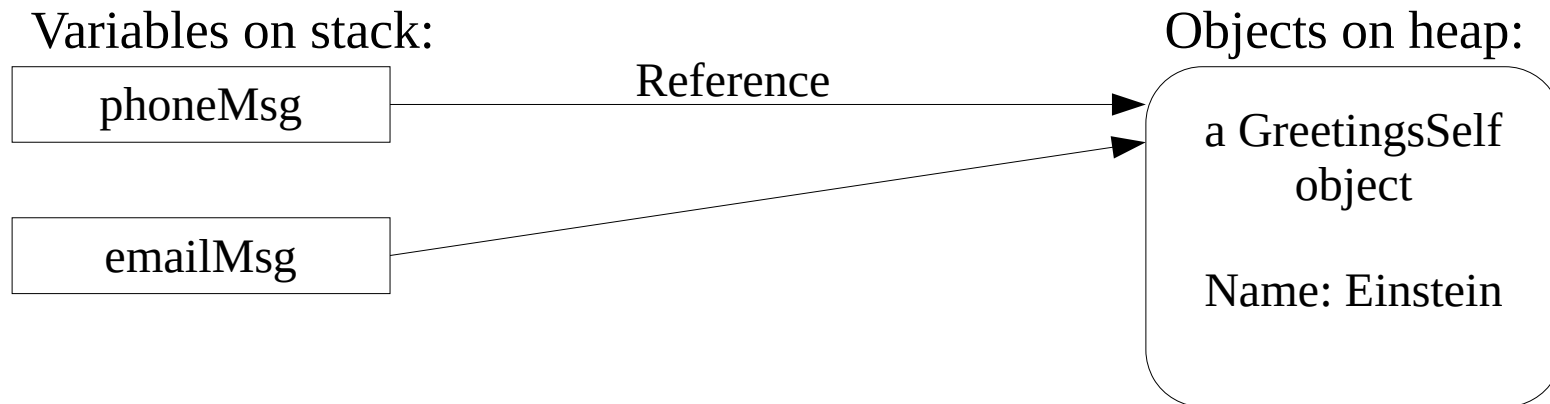 Variables on stack:
Objects on heap:
phoneMsg
Reference
a GreetingsSelf
object
emailMsg
Name: Einstein